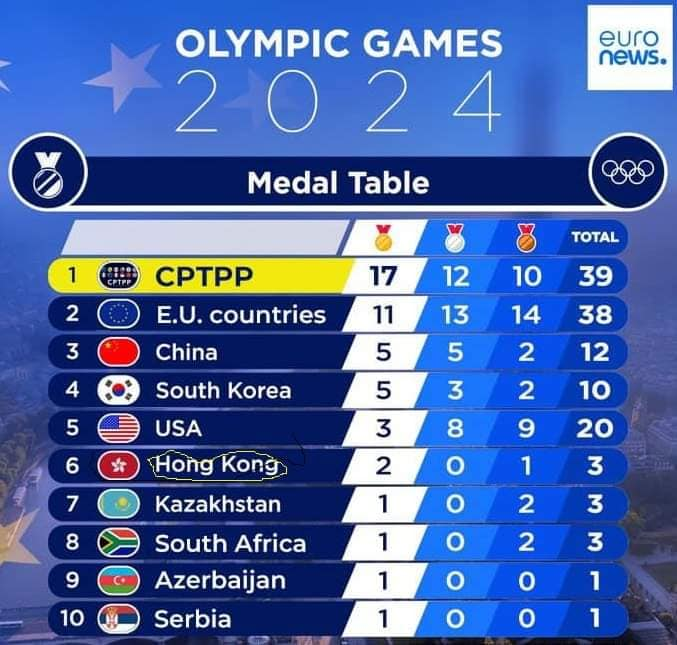 OLYMPIC GAMES
2024
euro
news.
Medal Table
TOTAL
1 CPTPP CPTPP 17 12 10 39
2 E.U. countries 11 13 14 38
3 China 5 5 2 12
4 South Korea 5 3 2 10
5 USA 3 8 9 20
6 Hong Kong 2 0 1 3
7 Kazakhstan 1 0 2 3
8 South Africa 1 0 2 3
9 Azerbaijan 1 0 0 1
10 Serbia 1 0 0 1